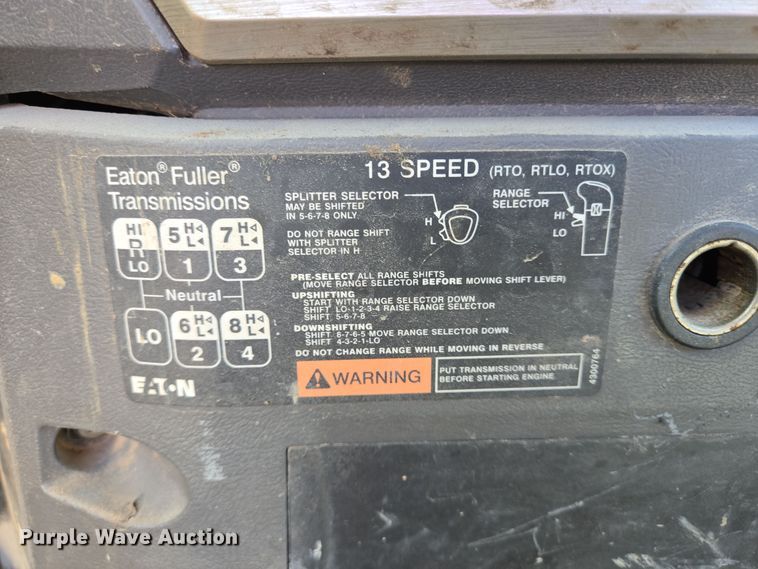 Eaton® Fuller®
Transmissions
13 SPEED (RTO, RTLO, RTOX)
SPLITTER SELECTOR
MAY BE SHIFTED
IN 5-6-7-8 ONLY
DO NOT RANGE SHIFT
WITH SPLITTER
SELECTOR IN H
H
L
RANGE
SELECTOR
HI
LO
HI
R
LO
5 H
L
1
7 H
L
3
Neutral
LO
6 H
L
2
8 H
L
4
EATON
PRE-SELECT ALL RANGE SHIFTS
(MOVE RANGE SELECTOR BEFORE MOVING SHIFT LEVER)
UPSHIFTING
START WITH RANGE SELECTOR DOWN
SHIFT LO-1-2-3-4 RAISE RANGE SELECTOR
SHIFT 5-6-7-8
DOWNSHIFTING
SHIFT 8-7-6-5 MOVE RANGE SELECTOR DOWN
SHIFT 4-3-2-1-LO
DO NOT CHANGE RANGE WHILE MOVING IN REVERSE
WARNING
PUT TRANSMISSION IN NEUTRAL
BEFORE STARTING ENGINE
4300764
Purple Wave Auction